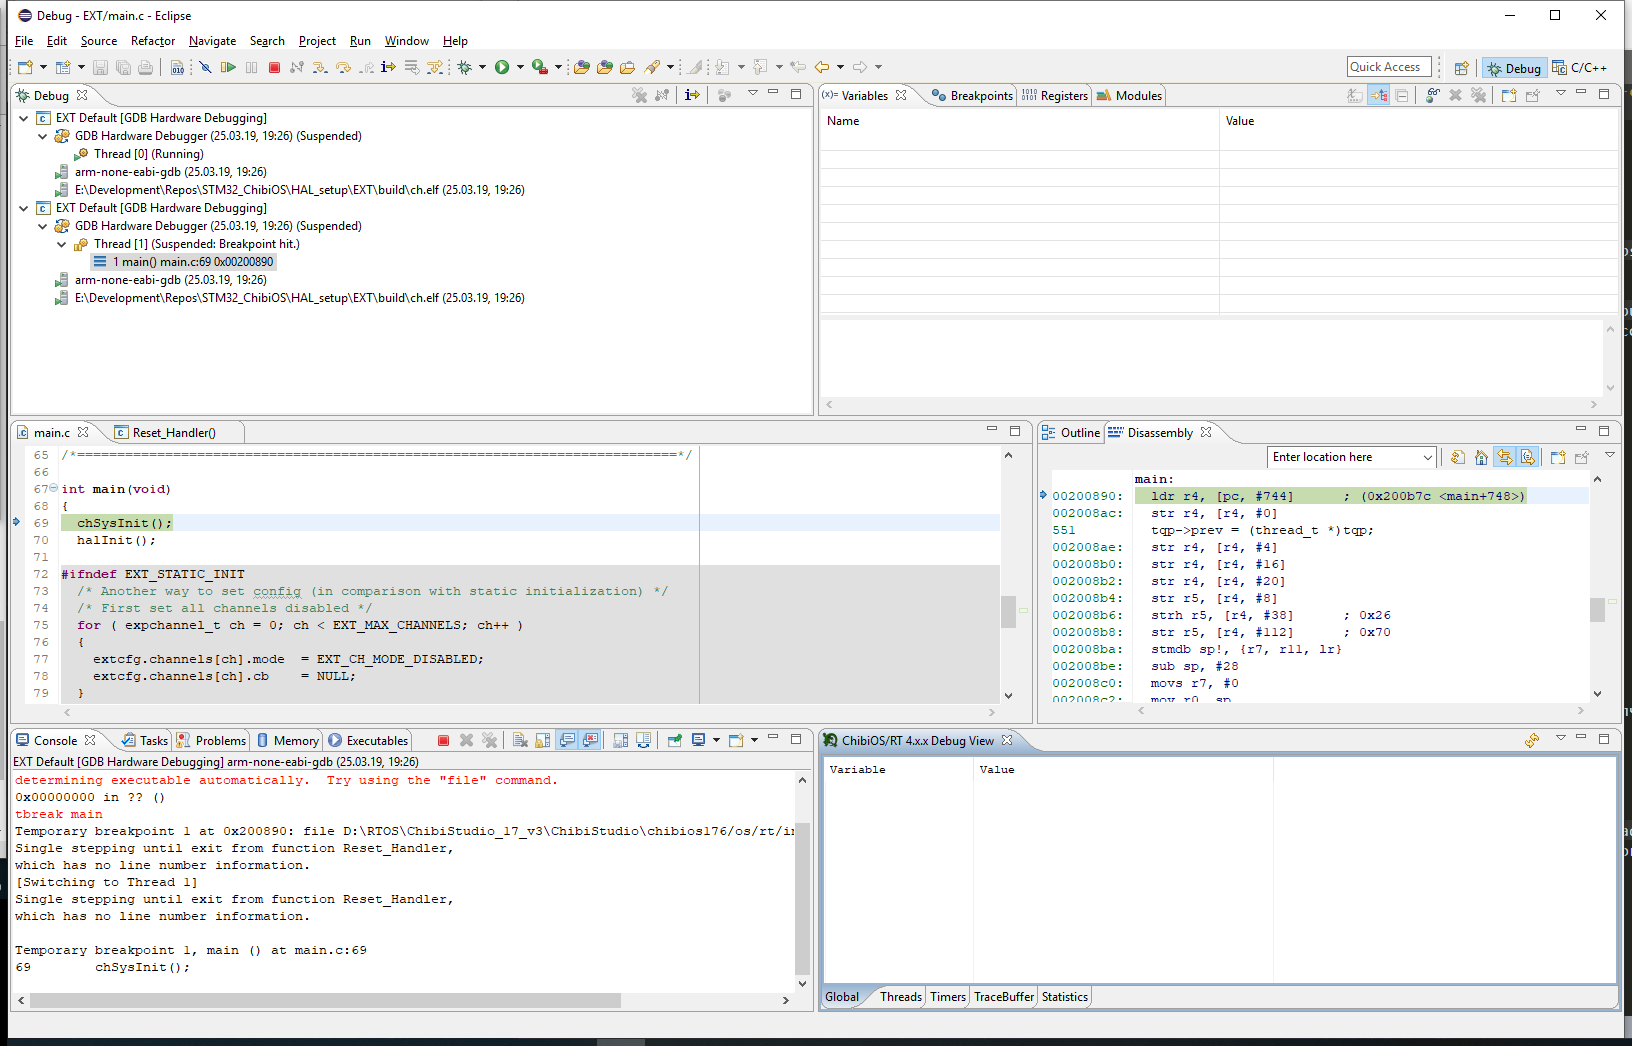 Debug - EXT/main.c - Eclipse
File Edit Source Refactor Navigate Search Project Run Window Help
Quick Access
Debug
C/C++
Debug
EXT Default [GDB Hardware Debugging]
GDB Hardware Debugger (25.03.19, 19:26) (Suspended)
Thread [0] (Running)
arm-none-eabi-gdb (25.03.19, 19:26)
E:\Development\Repos\STM32_ChibiOS\HAL_setup\EXT\build\ch.elf (25.03.19, 19:26)
EXT Default [GDB Hardware Debugging]
GDB Hardware Debugger (25.03.19, 19:26) (Suspended)
Thread [1] (Suspended: Breakpoint hit.)
1 main() main.c:69 0x00200890
arm-none-eabi-gdb (25.03.19, 19:26)
E:\Development\Repos\STM32_ChibiOS\HAL_setup\EXT\build\ch.elf (25.03.19, 19:26)
(x)= Variables Breakpoints Registers Modules
Name Value
main.c Reset_Handler()
65 /*===========================================================================*/
66
67 int main(void)
68 {
69 chSysInit();
70 halInit();
71
72 #ifndef EXT_STATIC_INIT
73 /* Another way to set config (in comparison with static initialization) */
74 /* First set all channels disabled */
75 for ( expchannel_t ch = 0; ch < EXT_MAX_CHANNELS; ch++ )
76 {
77 extcfg.channels[ch].mode = EXT_CH_MODE_DISABLED;
78 extcfg.channels[ch].cb = NULL;
79 }
Outline Disassembly
Enter location here
main:
00200890: ldr r4, [pc, #744] ; (0x200b7c <main+748>)
002008ac: str r4, [r4, #0]
551 tqp->prev = (thread_t *)tqp;
002008ae: str r4, [r4, #4]
002008b0: str r4, [r4, #16]
002008b2: str r4, [r4, #20]
002008b4: str r5, [r4, #8]
002008b6: strh r5, [r4, #38] ; 0x26
002008b8: str r5, [r4, #112] ; 0x70
002008ba: stmdb sp!, {r7, r11, lr}
002008be: sub sp, #28
002008c0: movs r7, #0
002008c2: mov r0, sp
Console Tasks Problems Memory Executables
EXT Default [GDB Hardware Debugging] arm-none-eabi-gdb (25.03.19, 19:26)
determining executable automatically.  Try using the "file" command.
0x00000000 in ?? ()
tbreak main
Temporary breakpoint 1 at 0x200890: file D:\RTOS\ChibiStudio_17_v3\ChibiStudio\chibios176/os/rt/in
Single stepping until exit from function Reset_Handler,
which has no line number information.
[Switching to Thread 1]
Single stepping until exit from function Reset_Handler,
which has no line number information.
Temporary breakpoint 1, main () at main.c:69
69 chSysInit();
ChibiOS/RT 4.x.x Debug View
Variable Value
Global Threads Timers TraceBuffer Statistics